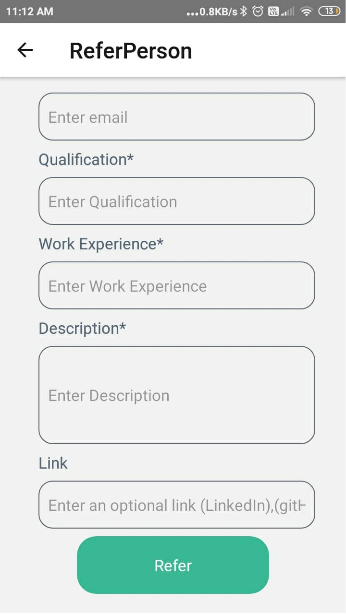 11:12 AM
...0.8KB/s 13
ReferPerson
Enter email
Qualification*
Enter Qualification
Work Experience*
Enter Work Experience
Description*
Enter Description
Link
Enter an optional link (LinkedIn),(gitH
Refer